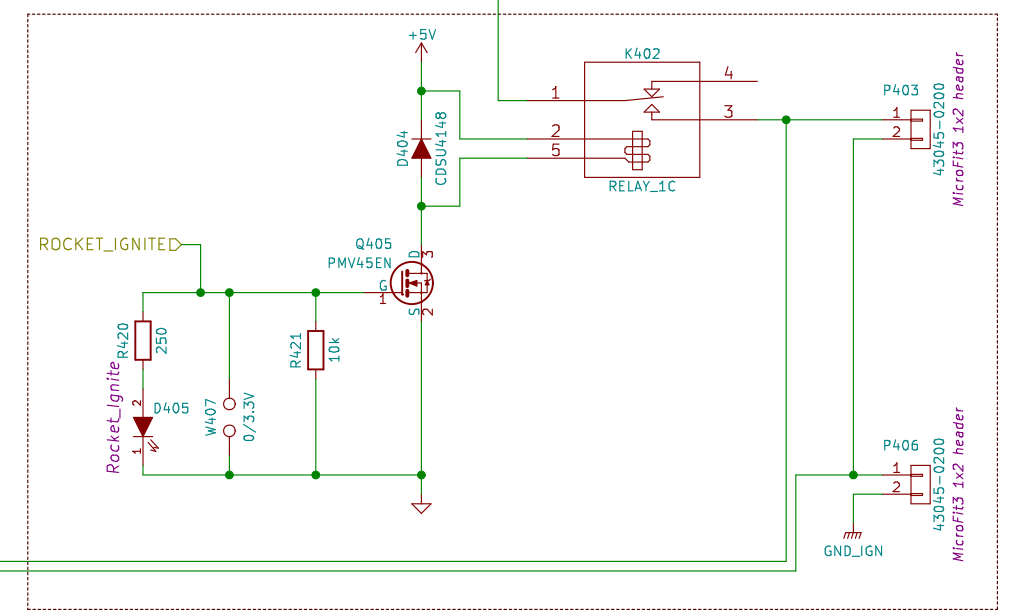 +5V
K402
1
4
3
2
5
RELAY_1C
D404
CDSU4148
P403
1
2
43045-0200
MicroFit3 1x2 header
ROCKET_IGNITE
Q405
PMV45EN
D
3
G
1
S
2
R420
250
R421
10k
Rocket_Ignite
2
D405
1
W407
0/3.3V
P406
1
2
43045-0200
MicroFit3 1x2 header
GND_IGN